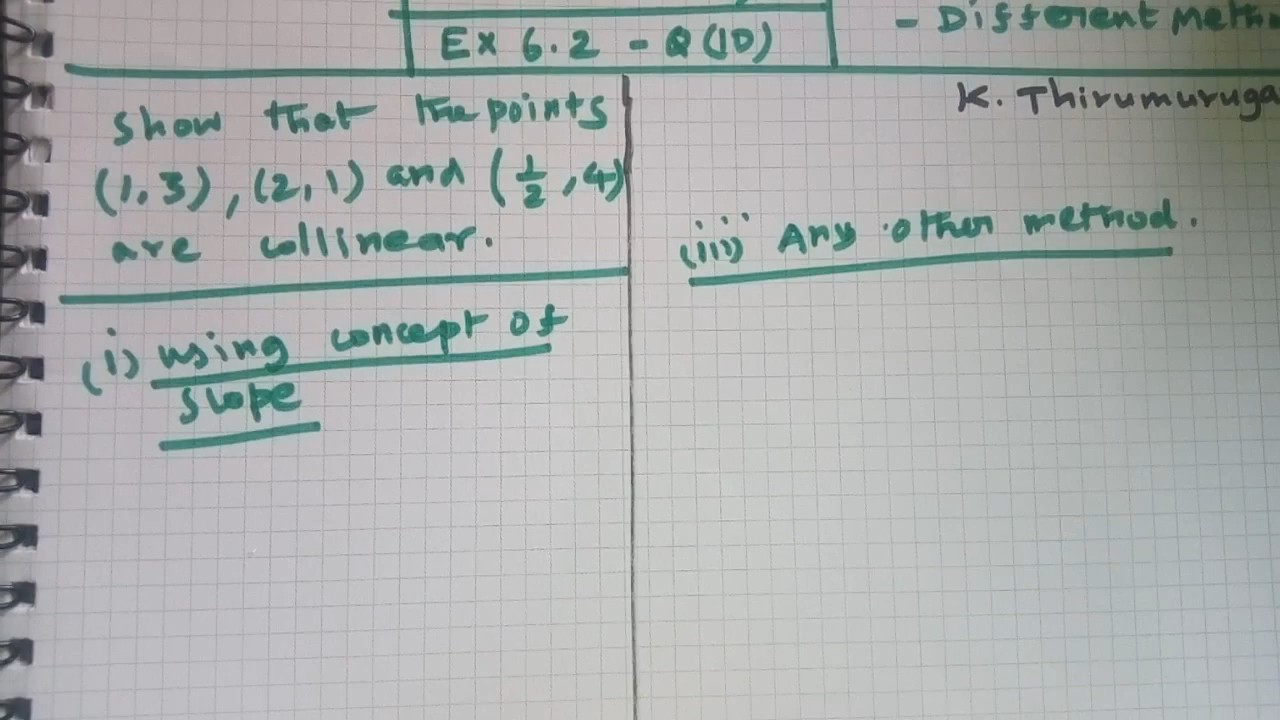 Ex 6.2 - Q(10)
- Different
K. Thirumuruga
show that the points
(1, 3), (2, 1) and (1/2, 4)
are collinear.
(i) using concept of
slope
(iii) Any other method.